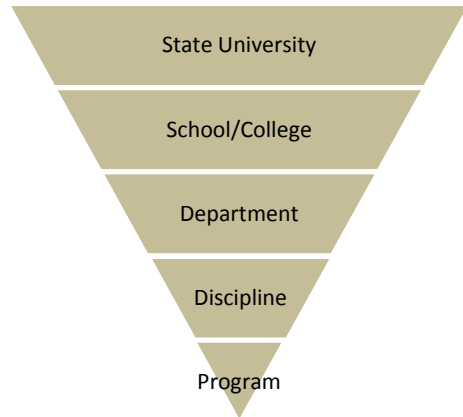 State University
School/College
Department
Discipline
Program